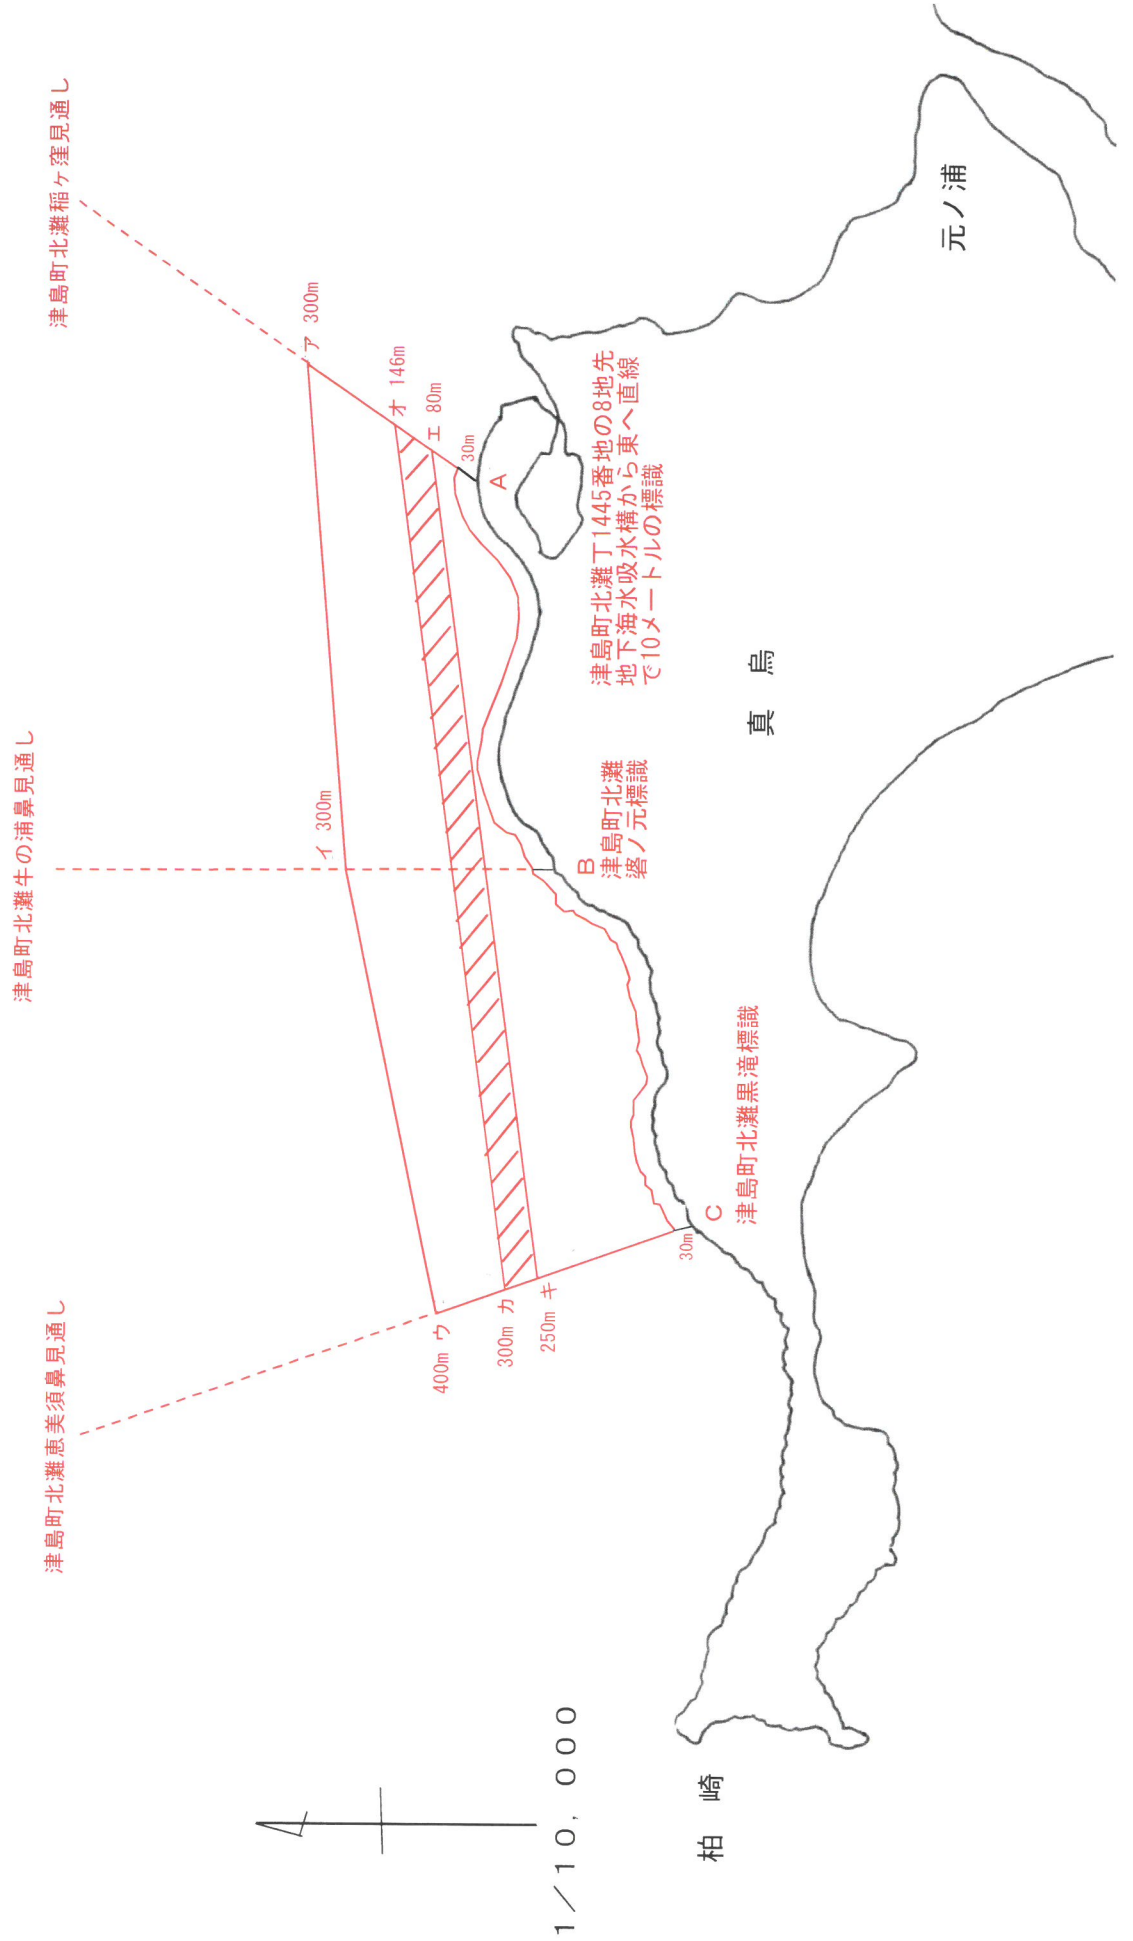 津島町北灘恵美須鼻見通し
津島町北灘牛の浦鼻見通し
津島町北灘稲ヶ窪見通し
ア 300m
イ 300m
オ 146m
エ 80m
30m
A
400m ウ
300m カ
250m キ
津島町北灘丁1445番地の8地先
地下海水吸水構から東へ直線
で10メートルの標識
B
津島町北灘
婆ノ元標識
30m
C
津島町北灘黒滝標識
1/10,000
柏崎
真鳥
元ノ浦